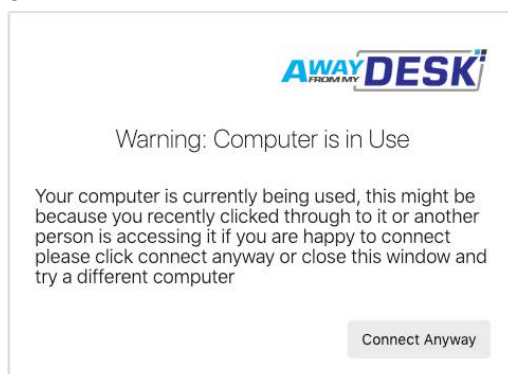 AWAY FROM MY DESK
Warning: Computer is in Use
Your computer is currently being used, this might be
because you recently clicked through to it or another
person is accessing it if you are happy to connect
please click connect anyway or close this window and
try a different computer
Connect Anyway